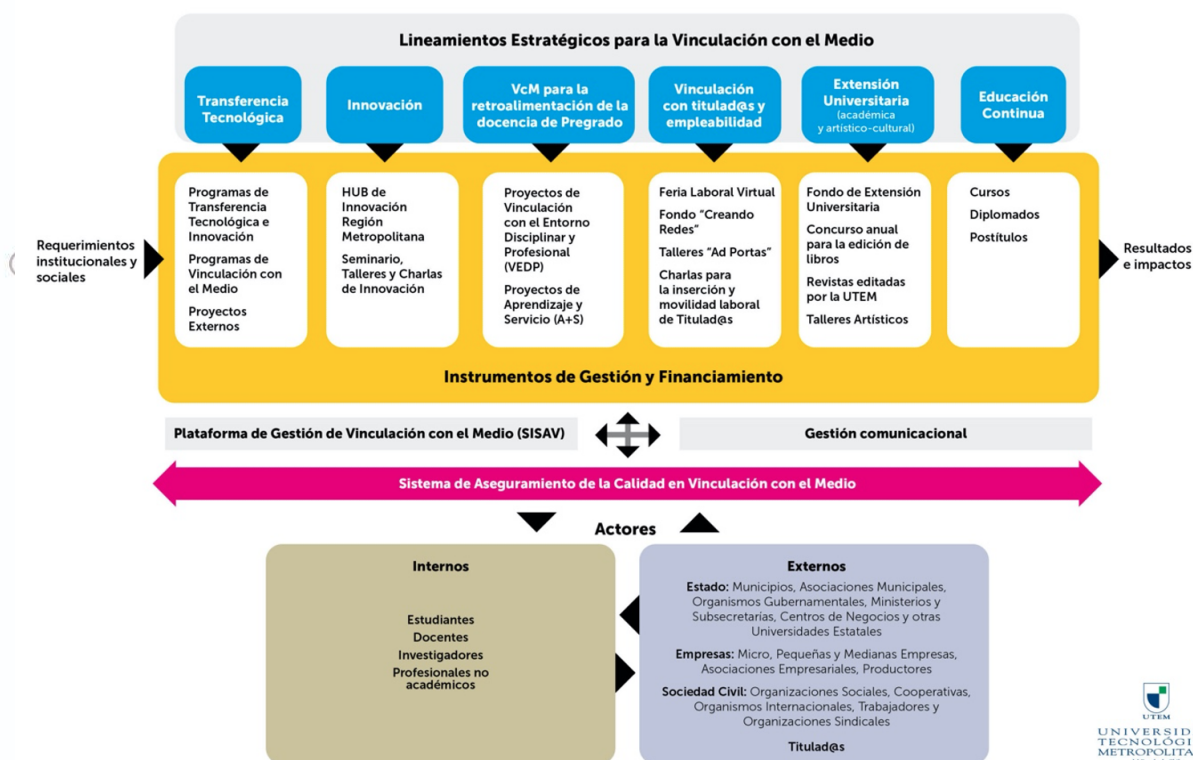 Lineamientos Estratégicos para la Vinculación con el Medio
Transferencia
Tecnológica
Innovación
VcM para la
retroalimentación de la
docencia de Pregrado
Vinculación
con titulad@s y
empleabilidad
Extensión
Universitaria
(académica
y artístico-cultural)
Educación
Continua
Requerimientos
institucionales y
sociales
Programas de
Transferencia
Tecnológica e
Innovación
Programas de
Vinculación con
el Medio
Proyectos
Externos
HUB de
Innovación
Región
Metropolitana
Seminario,
Talleres y Charlas
de Innovación
Proyectos de
Vinculación
con el Entorno
Disciplinar y
Profesional
(VEDP)
Proyectos de
Aprendizaje y
Servicio (A+S)
Feria Laboral Virtual
Fondo "Creando
Redes"
Talleres "Ad Portas"
Charlas para
la inserción y
movilidad laboral
de Titulad@s
Fondo de Extensión
Universitaria
Concurso anual
para la edición de
libros
Revistas editadas
por la UTEM
Talleres Artísticos
Cursos
Diplomados
Postítulos
Resultados
e impactos
Instrumentos de Gestión y Financiamiento
Plataforma de Gestión de Vinculación con el Medio (SISAV)
Gestión comunicacional
Sistema de Aseguramiento de la Calidad en Vinculación con el Medio
Actores
Internos
Estudiantes
Docentes
Investigadores
Profesionales no
académicos
Externos
Estado: Municipios, Asociaciones Municipales,
Organismos Gubernamentales, Ministerios y
Subsecretarías, Centros de Negocios y otras
Universidades Estatales
Empresas: Micro, Pequeñas y Medianas Empresas,
Asociaciones Empresariales, Productores
Sociedad Civil: Organizaciones Sociales, Cooperativas,
Organismos Internacionales, Trabajadores y
Organizaciones Sindicales
Titulad@s
UTEM
UNIVERSID
TECNOLÓGI
METROPOLITA